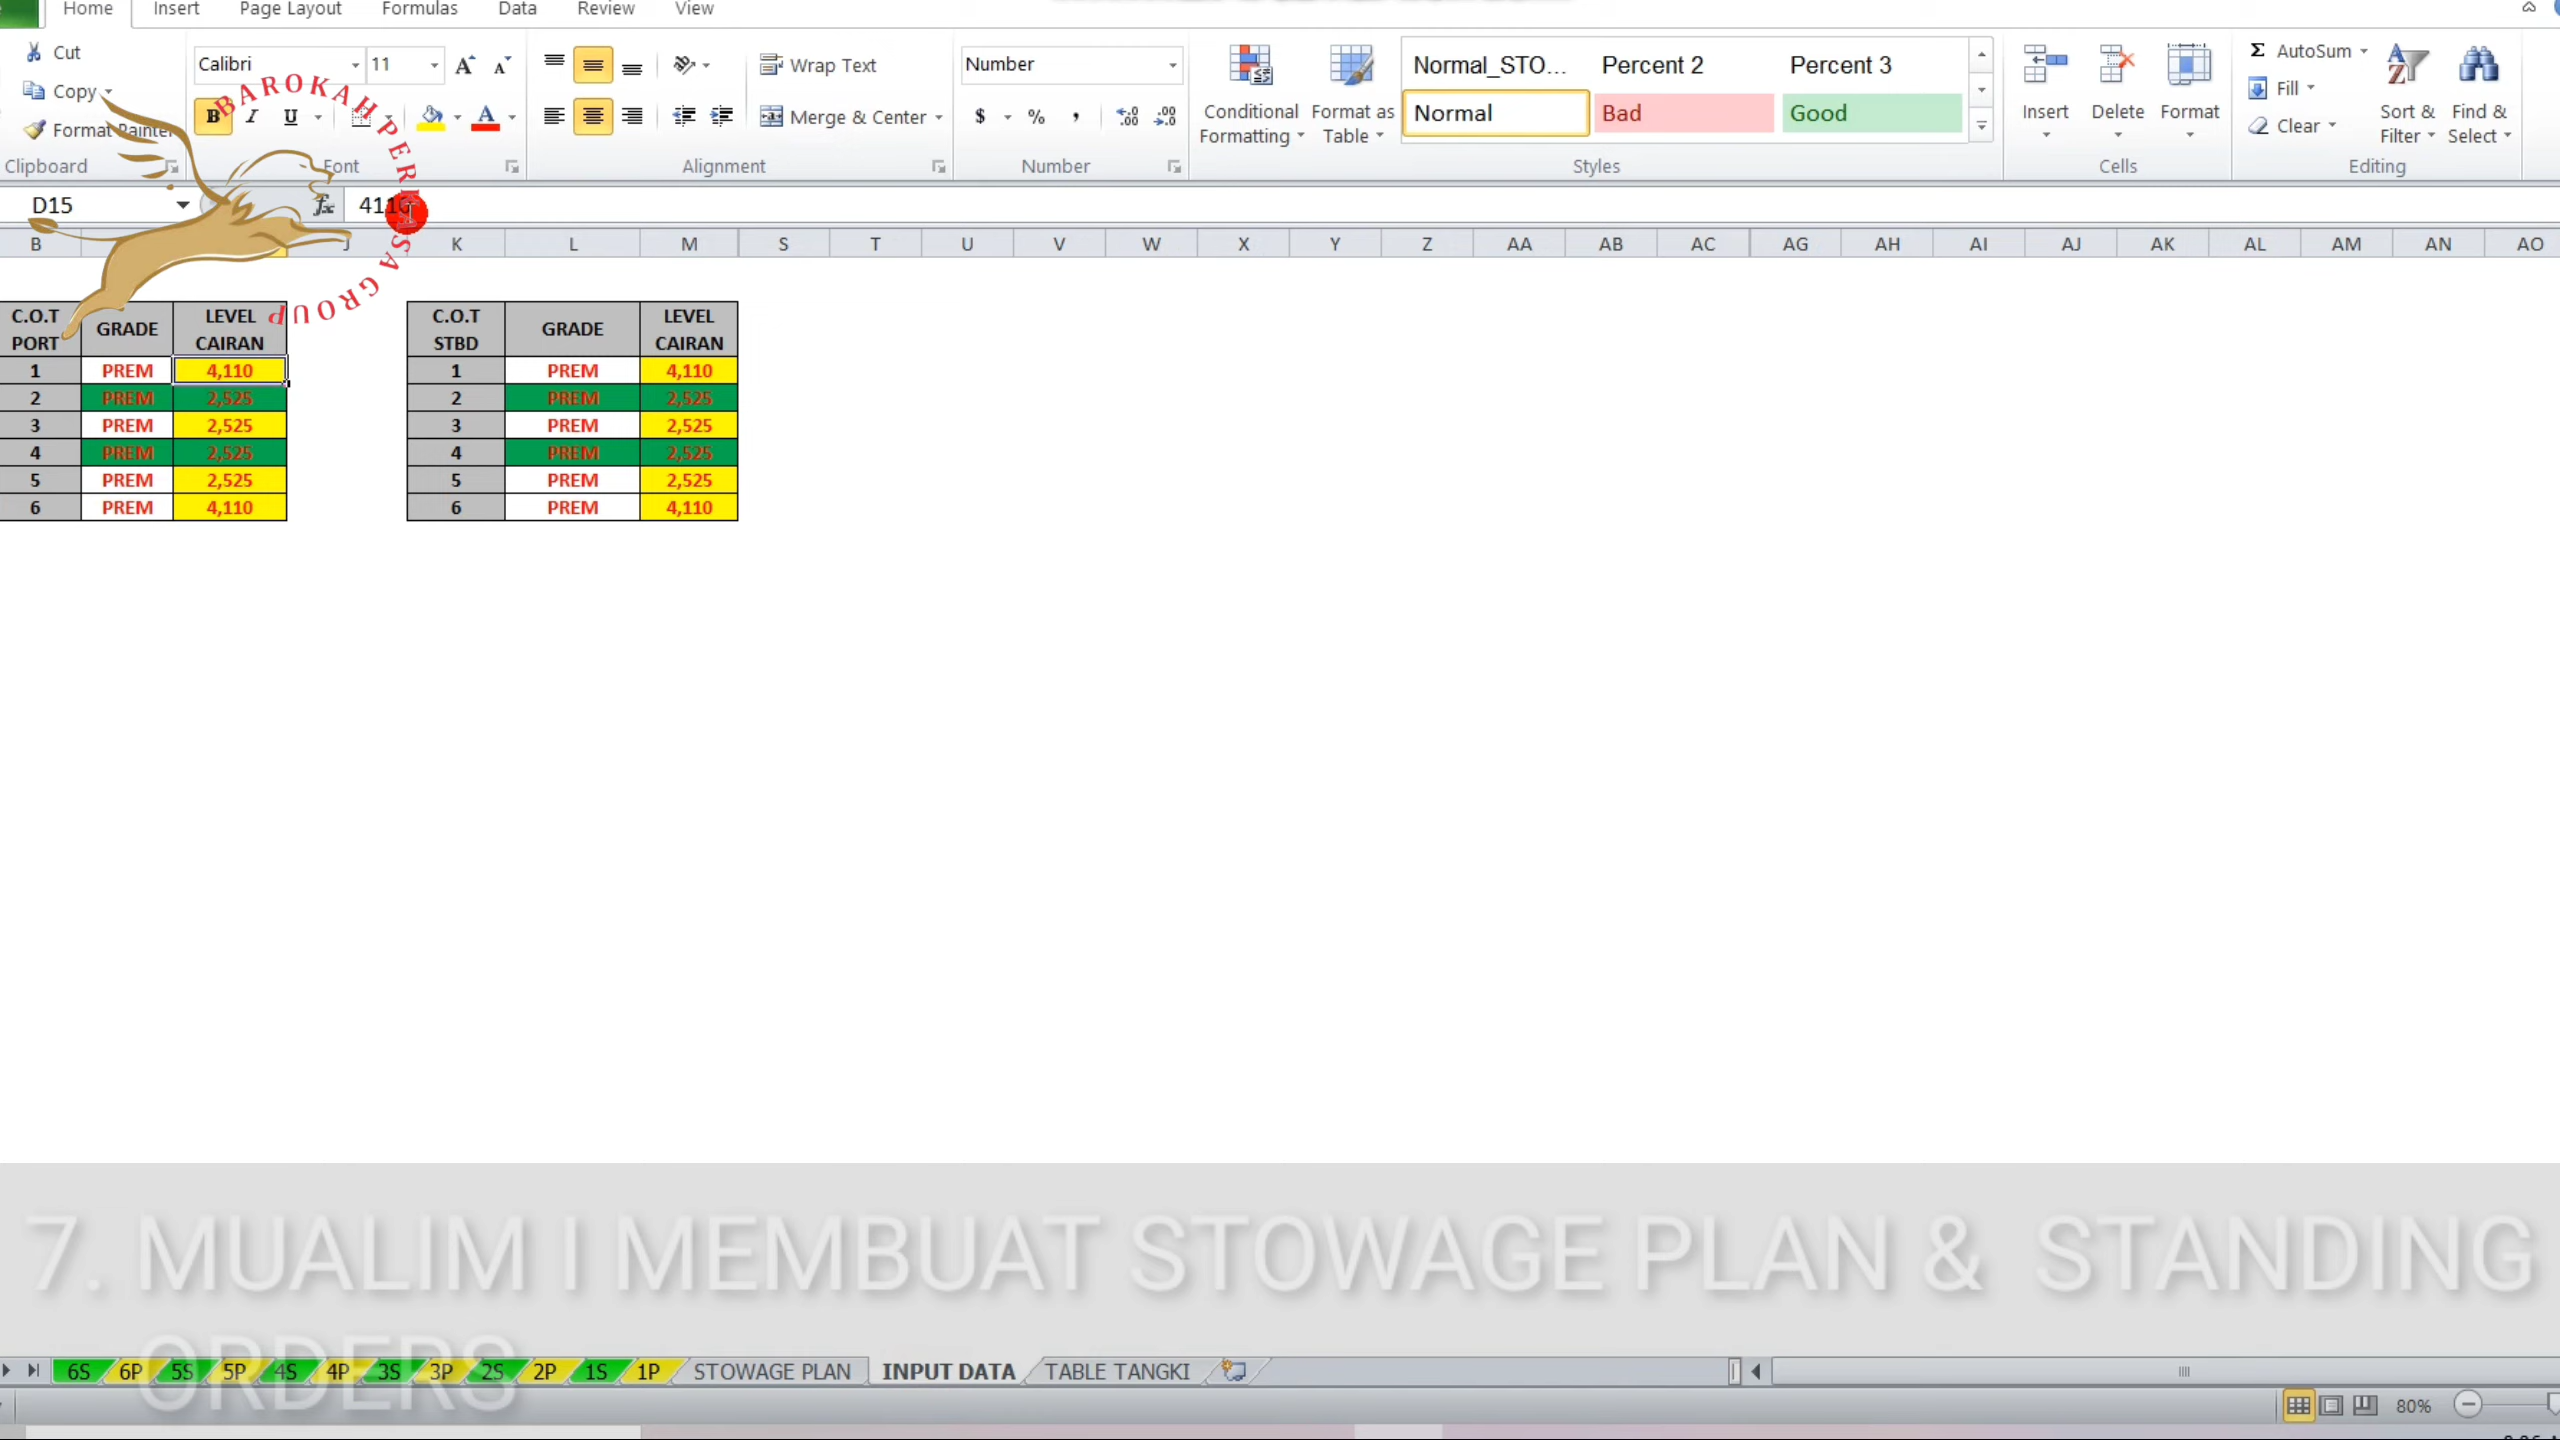 Home Insert Page Layout Formulas Data Review View
Cut
Copy
Format Painter
Clipboard
Calibri 11
B I U
Font
Wrap Text
Merge & Center
Alignment
Number
$ % ,
Number
Conditional Formatting
Format as Table
Normal_STO... Percent 2 Percent 3
Normal Bad Good
Styles
Insert Delete Format
Cells
Σ AutoSum
Fill
Clear
Sort & Filter
Find & Select
Editing
BAROKAH PERKASA GROUP
D15 fx 4110
B J K L M S T U V W X Y Z AA AB AC AG AH AI AJ AK AL AM AN AO
C.O.T PORT GRADE LEVEL CAIRAN
1 PREM 4,110
2 PREM 2,525
3 PREM 2,525
4 PREM 2,525
5 PREM 2,525
6 PREM 4,110
C.O.T STBD GRADE LEVEL CAIRAN
1 PREM 4,110
2 PREM 2,525
3 PREM 2,525
4 PREM 2,525
5 PREM 2,525
6 PREM 4,110
7. MUALIM I MEMBUAT STOWAGE PLAN & STANDING
ORDERS
6S 6P 5S 5P 4S 4P 3S 3P 2S 2P 1S 1P STOWAGE PLAN INPUT DATA TABLE TANGKI
80%